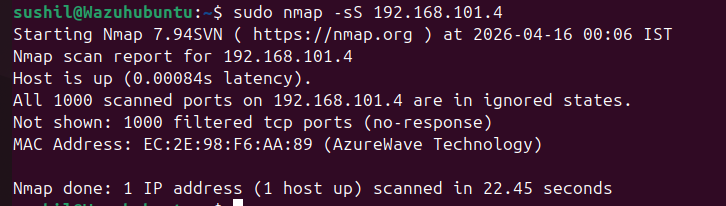 sushil@Wazuhubuntu:~$ sudo nmap -sS 192.168.101.4
Starting Nmap 7.94SVN ( https://nmap.org ) at 2026-04-16 00:06 IST
Nmap scan report for 192.168.101.4
Host is up (0.00084s latency).
All 1000 scanned ports on 192.168.101.4 are in ignored states.
Not shown: 1000 filtered tcp ports (no-response)
MAC Address: EC:2E:98:F6:AA:89 (AzureWave Technology)

Nmap done: 1 IP address (1 host up) scanned in 22.45 seconds
sushil@Wazuhubuntu:~$